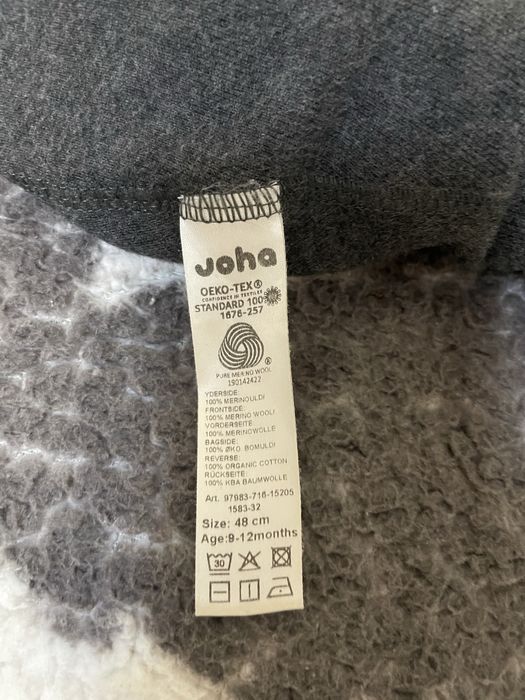 Joha
OEKO-TEX®
CONFIDENCE IN TEXTILES
STANDARD 100
1676-257
®
PURE MERINO WOOL
190142422
YDERSIDE:
100% MERINOULD/
FRONTSIDE:
100% MERINO WOOL/
VORDERSEITE:
100% MERINOWOLLE
BAGSIDE:
100% ØKO. BOMULD/
REVERSE:
100% ORGANIC COTTON
RÜCKSEITE:
100% KBA BAUMWOLLE
Art. 97983-716-15205
1583-32
Size: 48 cm
Age:9-12months
30